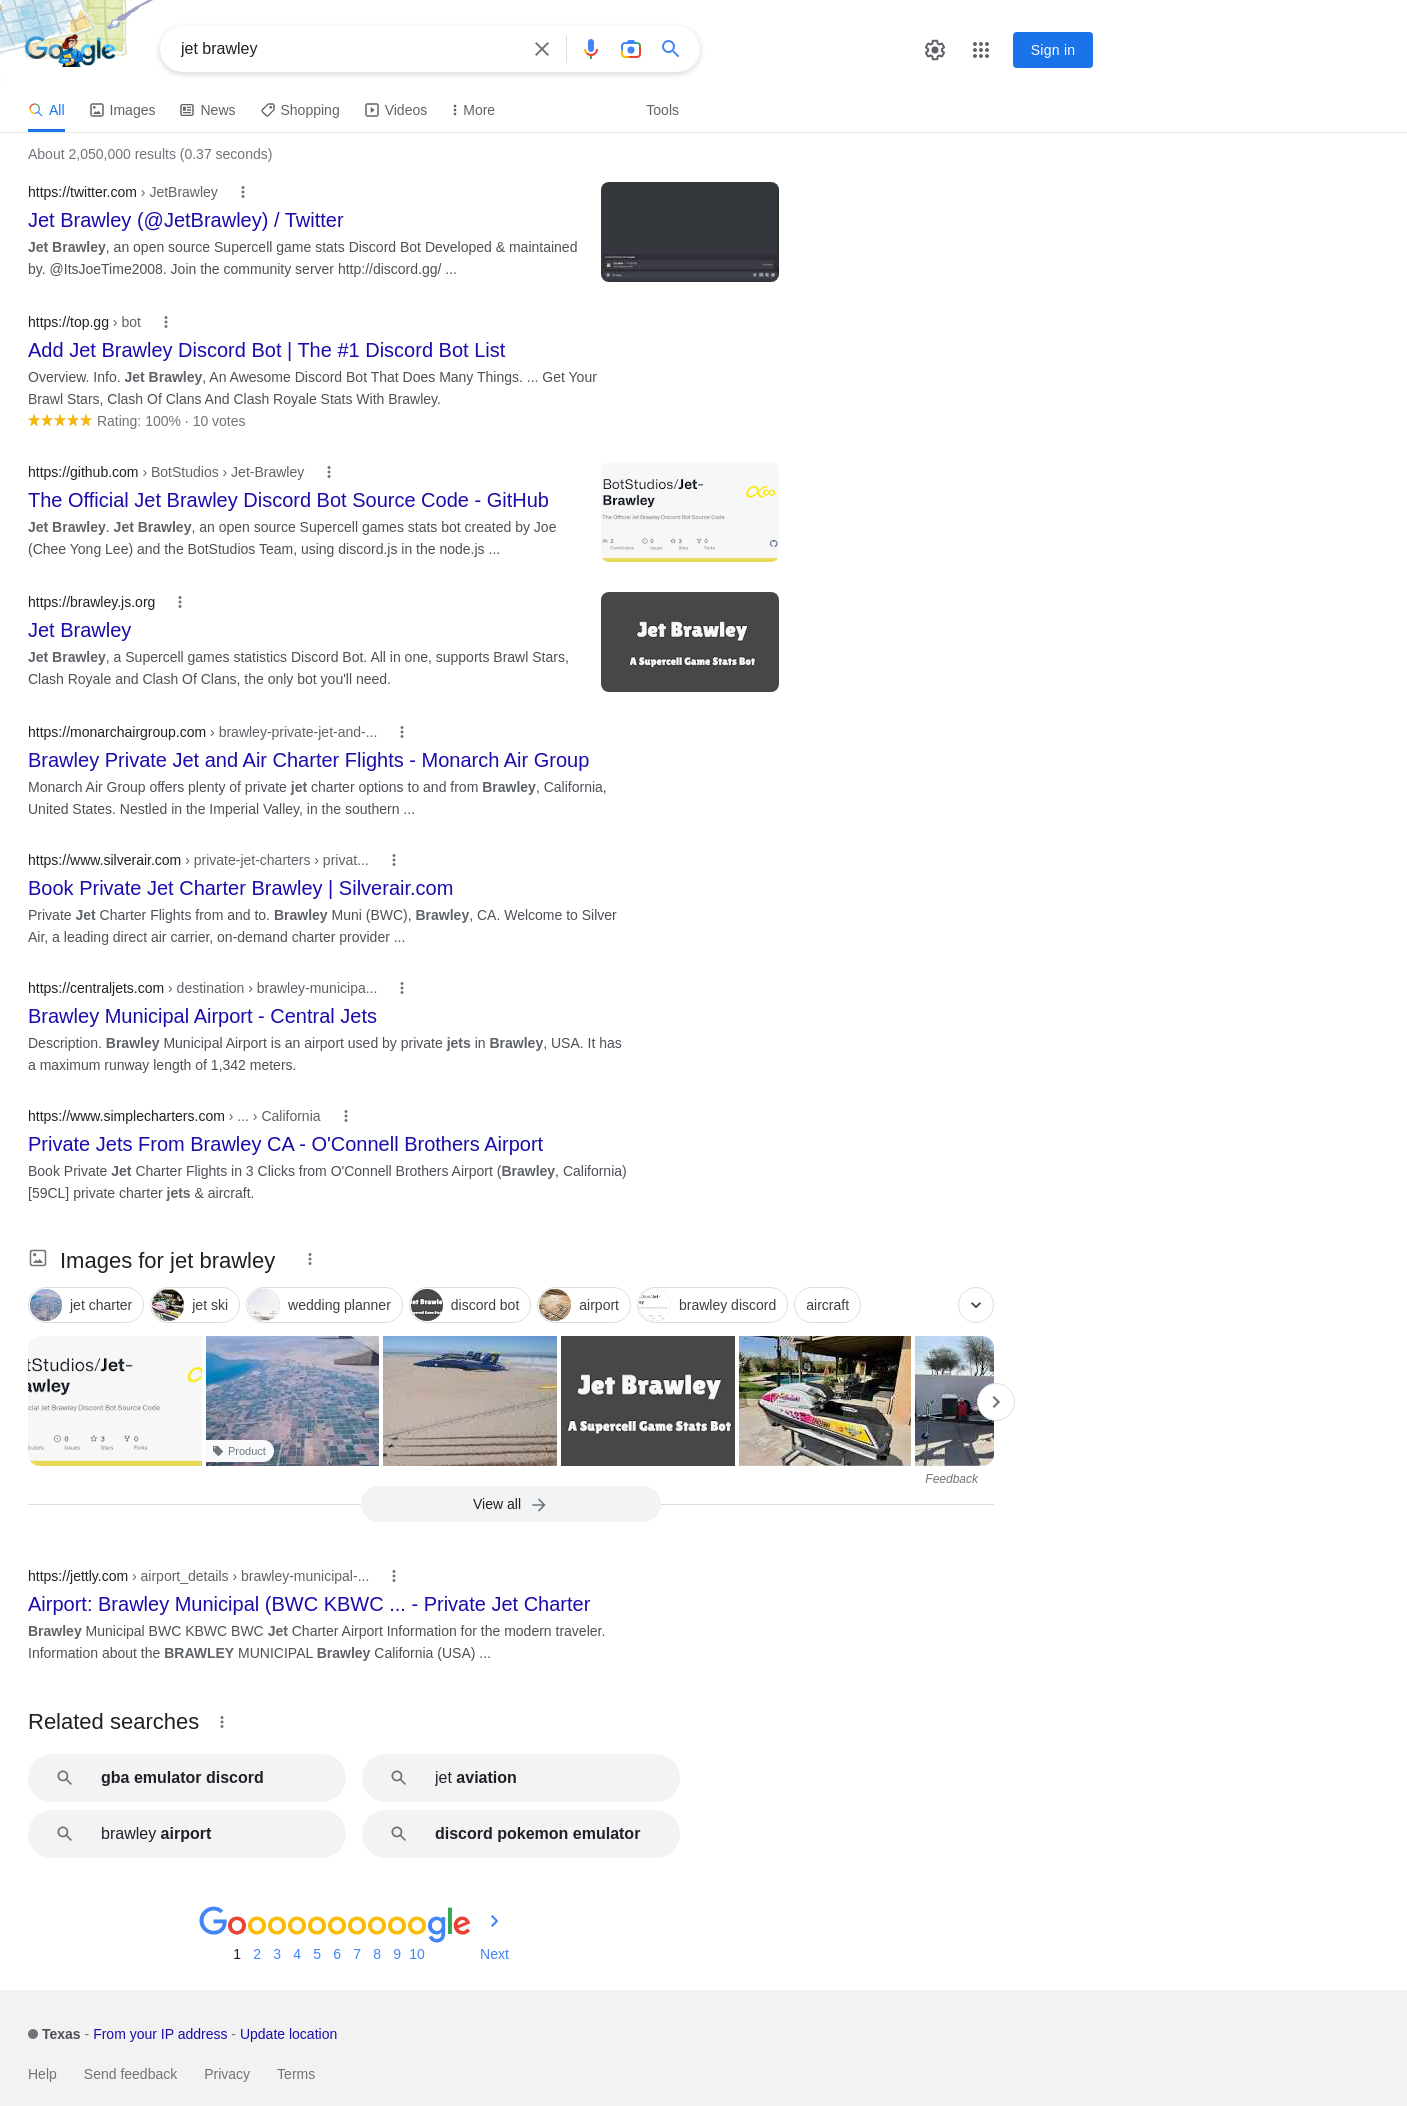 Google
jet brawley
Sign in
All Images News Shopping Videos More Tools
About 2,050,000 results (0.37 seconds)
https://twitter.com › JetBrawley
Jet Brawley (@JetBrawley) / Twitter
Jet Brawley, an open source Supercell game stats Discord Bot Developed & maintained
by. @ItsJoeTime2008. Join the community server http://discord.gg/ ...
https://top.gg › bot
Add Jet Brawley Discord Bot | The #1 Discord Bot List
Overview. Info. Jet Brawley, An Awesome Discord Bot That Does Many Things. ... Get Your
Brawl Stars, Clash Of Clans And Clash Royale Stats With Brawley.
Rating: 100% · 10 votes
https://github.com › BotStudios › Jet-Brawley
The Official Jet Brawley Discord Bot Source Code - GitHub
Jet Brawley. Jet Brawley, an open source Supercell games stats bot created by Joe
(Chee Yong Lee) and the BotStudios Team, using discord.js in the node.js ...
BotStudios/Jet-
Brawley
The Official Jet Brawley Discord Bot Source Code
2 0 3 0
Contributors Issues Stars Forks
https://brawley.js.org
Jet Brawley
Jet Brawley, a Supercell games statistics Discord Bot. All in one, supports Brawl Stars,
Clash Royale and Clash Of Clans, the only bot you'll need.
Jet Brawley
A Supercell Game Stats Bot
https://monarchairgroup.com › brawley-private-jet-and-...
Brawley Private Jet and Air Charter Flights - Monarch Air Group
Monarch Air Group offers plenty of private jet charter options to and from Brawley, California,
United States. Nestled in the Imperial Valley, in the southern ...
https://www.silverair.com › private-jet-charters › privat...
Book Private Jet Charter Brawley | Silverair.com
Private Jet Charter Flights from and to. Brawley Muni (BWC), Brawley, CA. Welcome to Silver
Air, a leading direct air carrier, on-demand charter provider ...
https://centraljets.com › destination › brawley-municipa...
Brawley Municipal Airport - Central Jets
Description. Brawley Municipal Airport is an airport used by private jets in Brawley, USA. It has
a maximum runway length of 1,342 meters.
https://www.simplecharters.com › ... › California
Private Jets From Brawley CA - O'Connell Brothers Airport
Book Private Jet Charter Flights in 3 Clicks from O'Connell Brothers Airport (Brawley, California)
[59CL] private charter jets & aircraft.
Images for jet brawley
jet charter jet ski wedding planner discord bot airport brawley discord aircraft
tStudios/Jet-
awley
cial Jet Brawley Discord Bot Source Code
0 3 0
butors Issues Stars Forks
Product
Jet Brawley
A Supercell Game Stats Bot
Feedback
View all
https://jettly.com › airport_details › brawley-municipal-...
Airport: Brawley Municipal (BWC KBWC ... - Private Jet Charter
Brawley Municipal BWC KBWC BWC Jet Charter Airport Information for the modern traveler.
Information about the BRAWLEY MUNICIPAL Brawley California (USA) ...
Related searches
gba emulator discord
jet aviation
brawley airport
discord pokemon emulator
Goooooooooogle
1 2 3 4 5 6 7 8 9 10 Next
Texas - From your IP address - Update location
Help Send feedback Privacy Terms